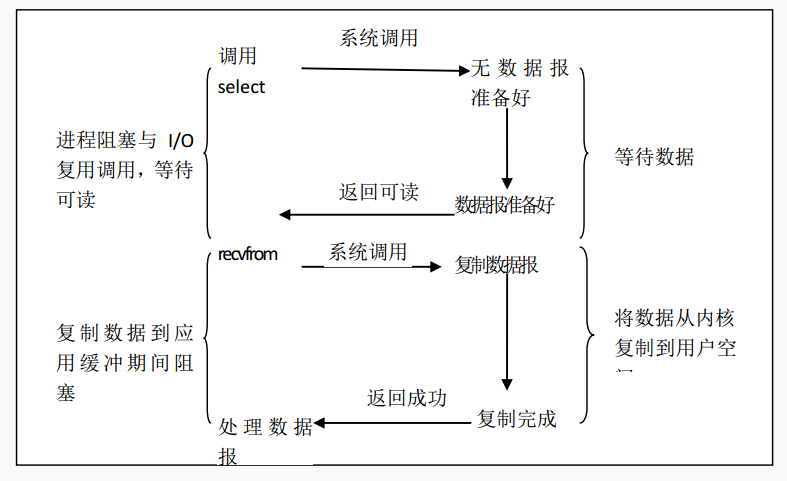 系统调用
调用
select
无数据报
准备好
进程阻塞与 I/O
复用调用，等待
可读
等待数据
返回可读
数据报准备好
recvfrom
系统调用
复制数据报
复制数据到应
用缓冲期间阻
塞
将数据从内核
复制到用户空
返回成功
复制完成
处理数据
报